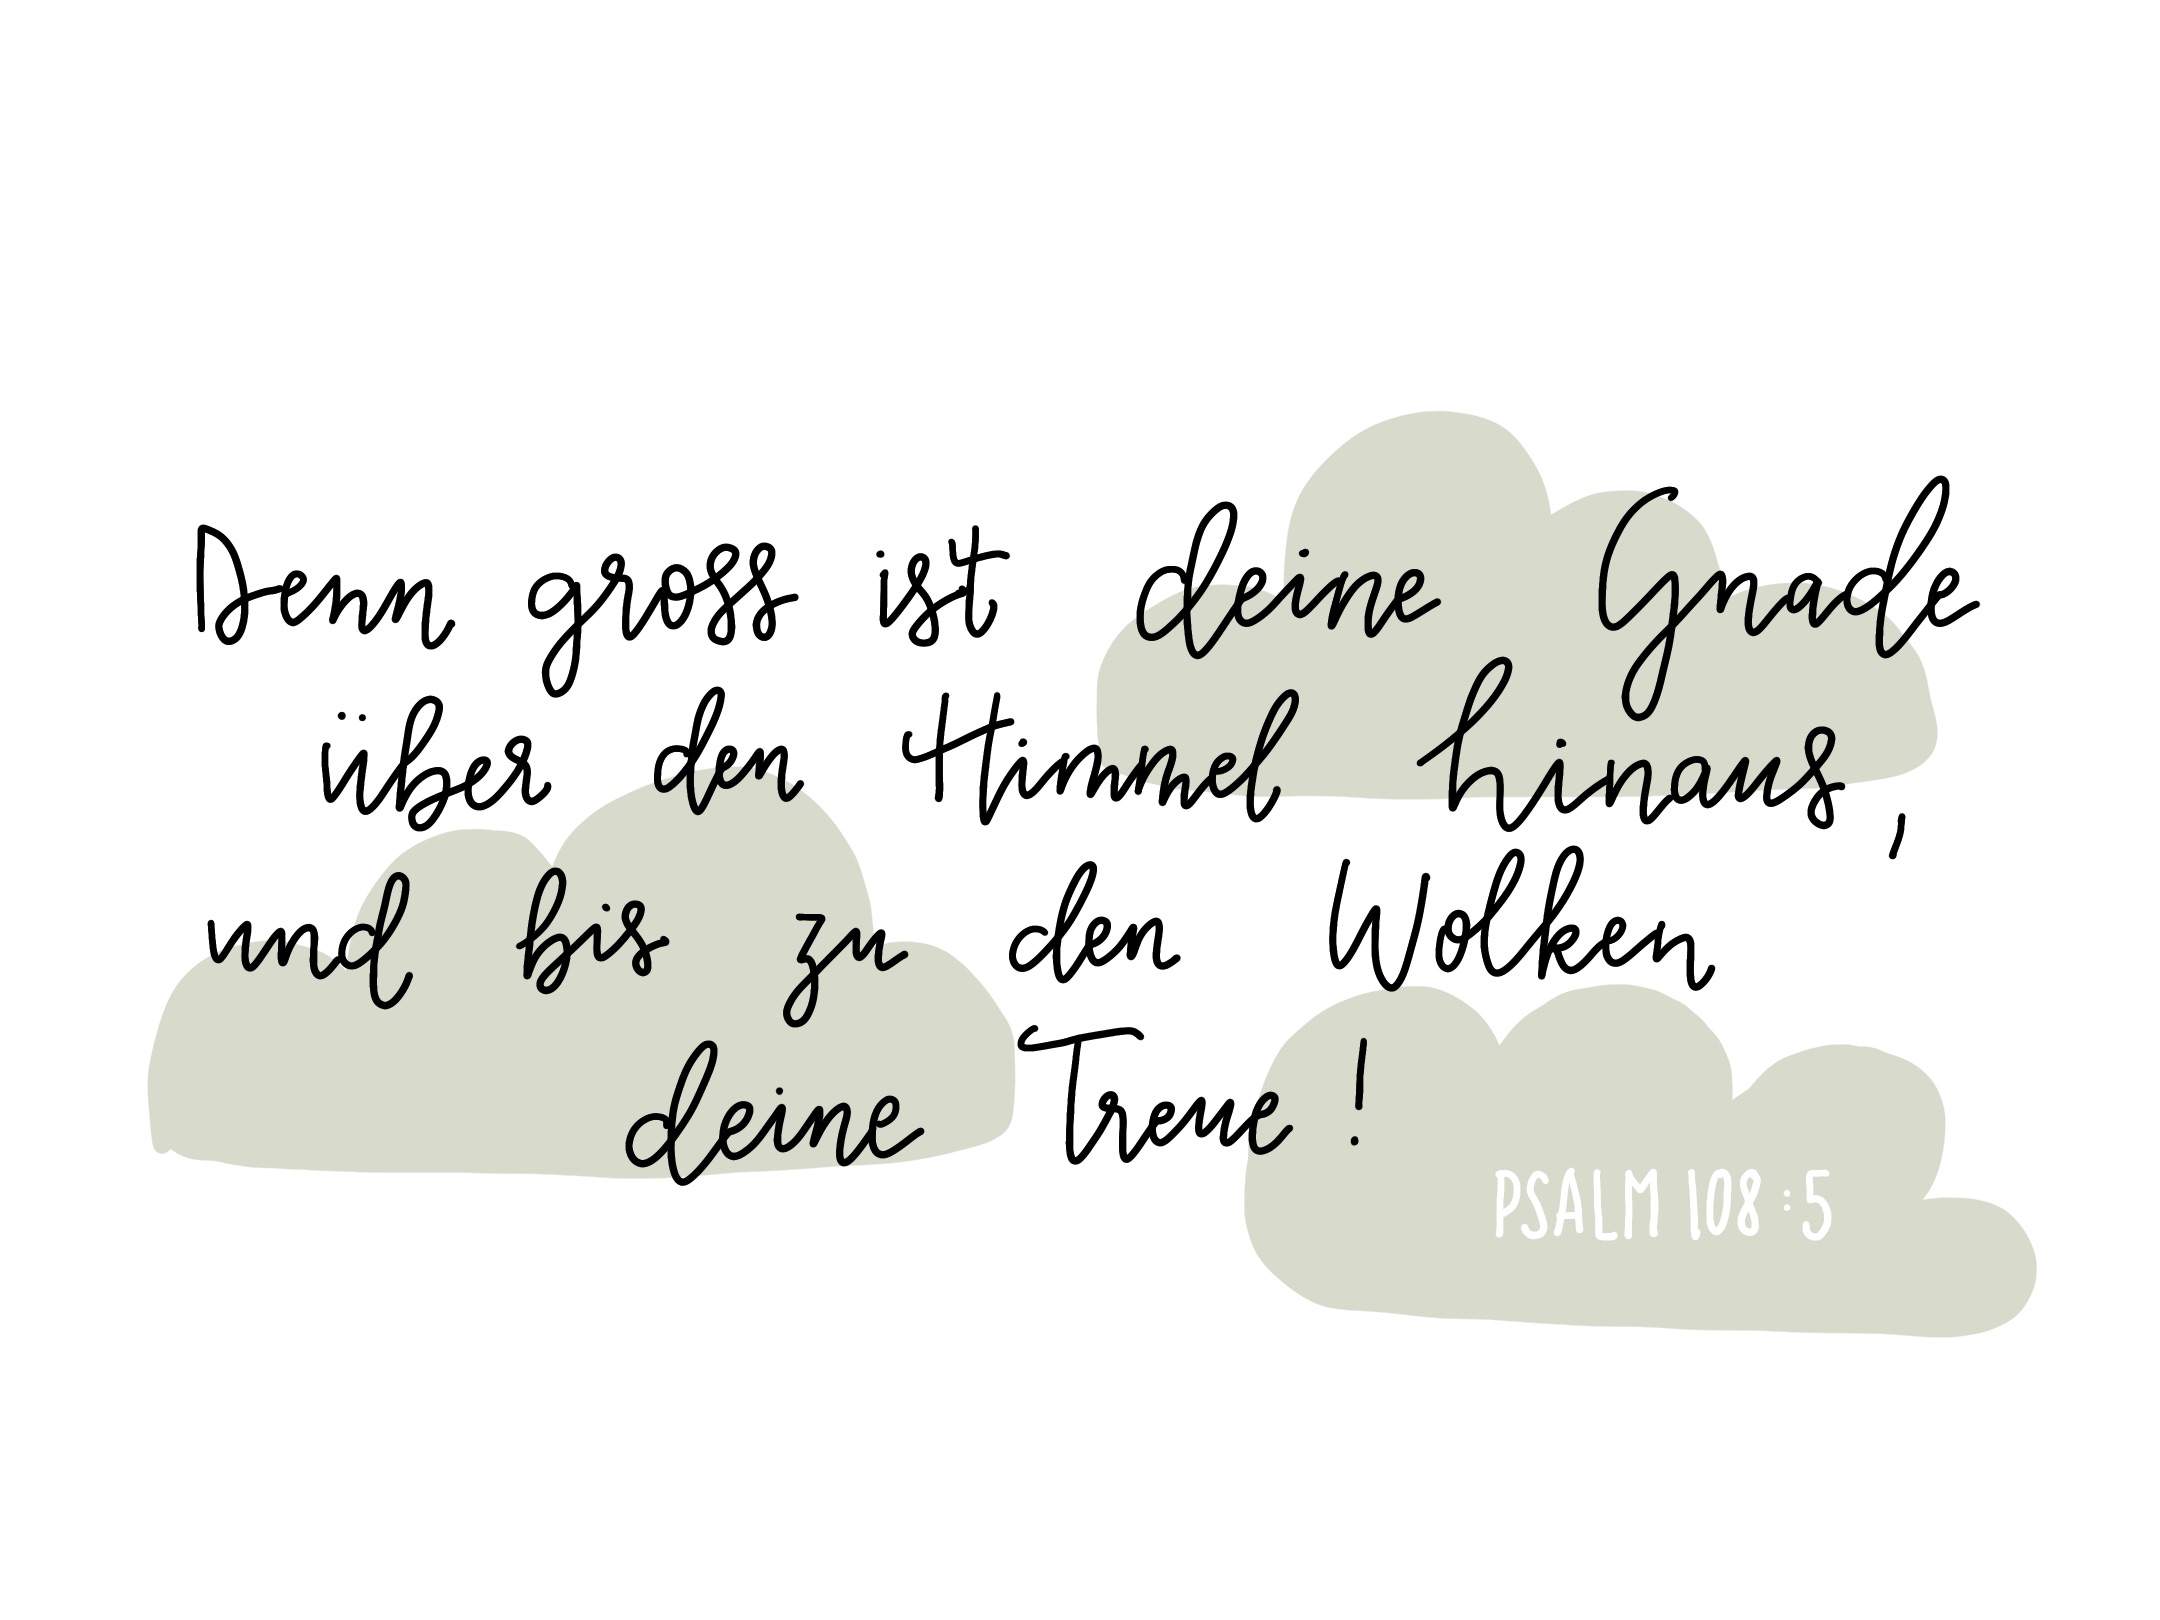 Denn gross ist deine Gnade
über den Himmel hinaus,
und bis zu den Wolken
deine Treue!
PSALM 108:5